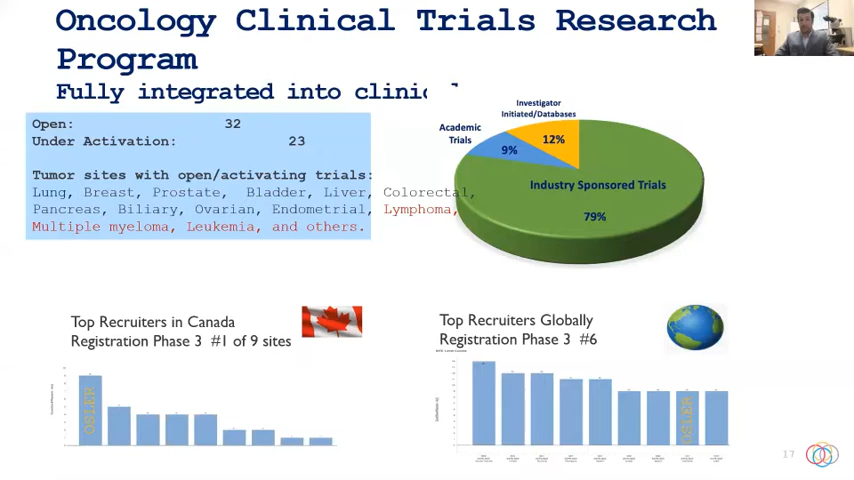 Oncology Clinical Trials Research
Program
Fully integrated into clinic
Open: 32
Under Activation: 23
Tumor sites with open/activating trials:
Lung, Breast, Prostate, Bladder, Liver, Colorectal,
Pancreas, Biliary, Ovarian, Endometrial, Lymphoma,
Multiple myeloma, Leukemia, and others.
Investigator
Initiated/Databases
Academic
Trials
12%
9%
Industry Sponsored Trials
79%
Top Recruiters in Canada
Registration Phase 3 #1 of 9 sites
OSLER
Top Recruiters Globally
Registration Phase 3 #6
OSLER
17